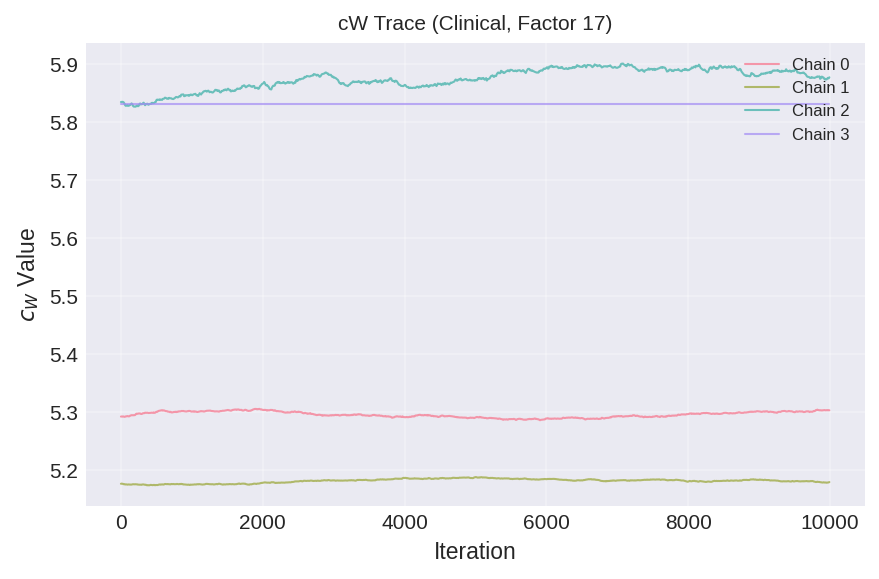 cW Trace (Clinical, Factor 17)
5.9
5.8
5.7
5.6
5.5
5.4
5.3
5.2
c_W Value
Chain 0
Chain 1
Chain 2
Chain 3
0 2000 4000 6000 8000 10000
Iteration